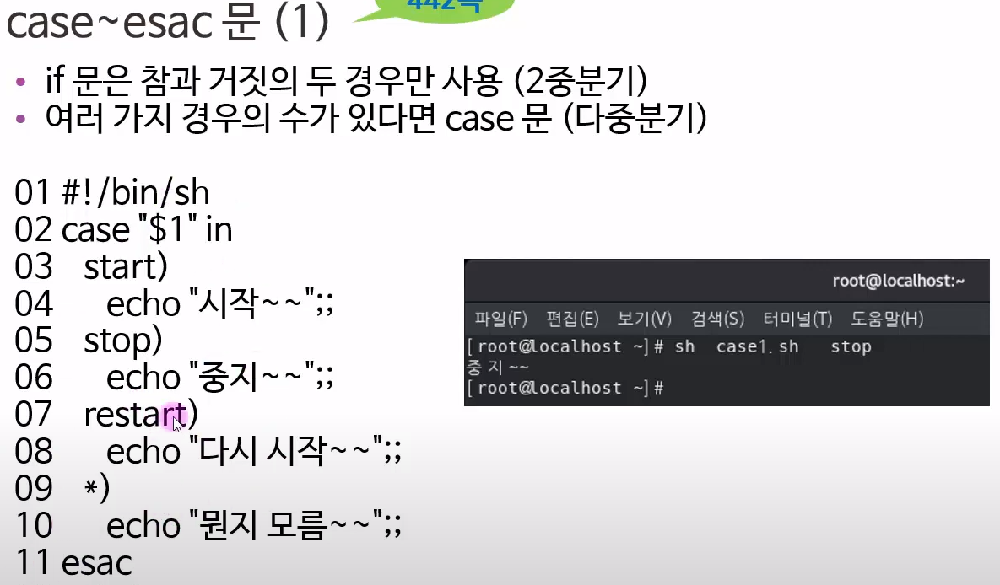 case~esac 문 (1)
442쪽
• if 문은 참과 거짓의 두 경우만 사용 (2중분기)
• 여러 가지 경우의 수가 있다면 case 문 (다중분기)
01 #!/bin/sh
02 case "$1" in
03 start)
04 echo "시작~~";;
05 stop)
06 echo "중지~~";;
07 restart)
08 echo "다시 시작~~";;
09 *)
10 echo "뭔지 모름~~";;
11 esac
root@localhost:~
파일(F) 편집(E) 보기(V) 검색(S) 터미널(T) 도움말(H)
[root@localhost ~]# sh case1.sh stop
중지~~
[root@localhost ~]#